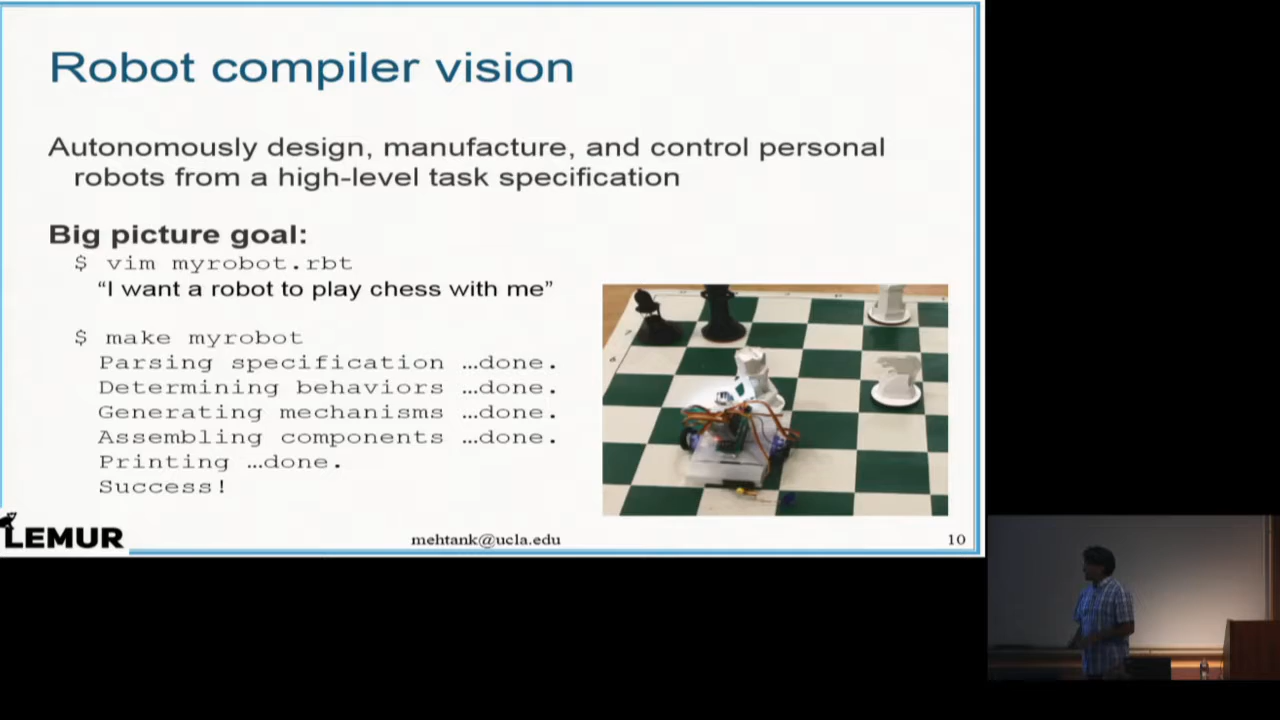 Robot compiler vision
Autonomously design, manufacture, and control personal
robots from a high-level task specification
Big picture goal:
$ vim myrobot.rbt
“I want a robot to play chess with me”
$ make myrobot
Parsing specification …done.
Determining behaviors …done.
Generating mechanisms …done.
Assembling components …done.
Printing …done.
Success!
LEMUR
mehtank@ucla.edu
10